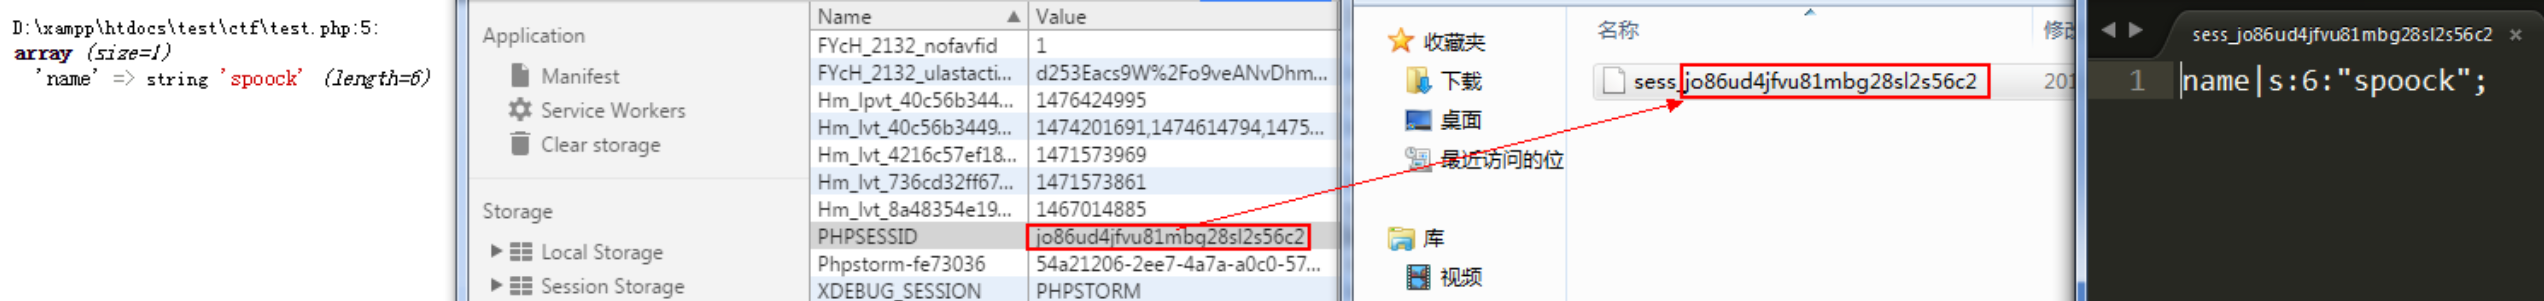 D:\xampp\htdocs\test\ctf\test.php:5:
array (size=1)
'name' => string 'spoock' (length=6)
Application
Manifest
Service Workers
Clear storage
Storage
Local Storage
Session Storage
Name Value
FYcH_2132_nofavfid 1
FYcH_2132_ulastacti... d253Eacs9W%2Fo9veANvDhm...
Hm_lpvt_40c56b344... 1476424995
Hm_lvt_40c56b3449... 1474201691,1474614794,1475...
Hm_lvt_4216c57ef18... 1471573969
Hm_lvt_736cd32ff67... 1471573861
Hm_lvt_8a48354e19... 1467014885
PHPSESSID jo86ud4jfvu81mbg28sl2s56c2
Phpstorm-fe73036 54a21206-2ee7-4a7a-a0c0-57...
XDEBUG_SESSION PHPSTORM
收藏夹
下载
桌面
最近访问的位
库
视频
名称 修改
sess_jo86ud4jfvu81mbg28sl2s56c2 201
sess_jo86ud4jfvu81mbg28sl2s56c2 ×
1 name|s:6:"spoock";